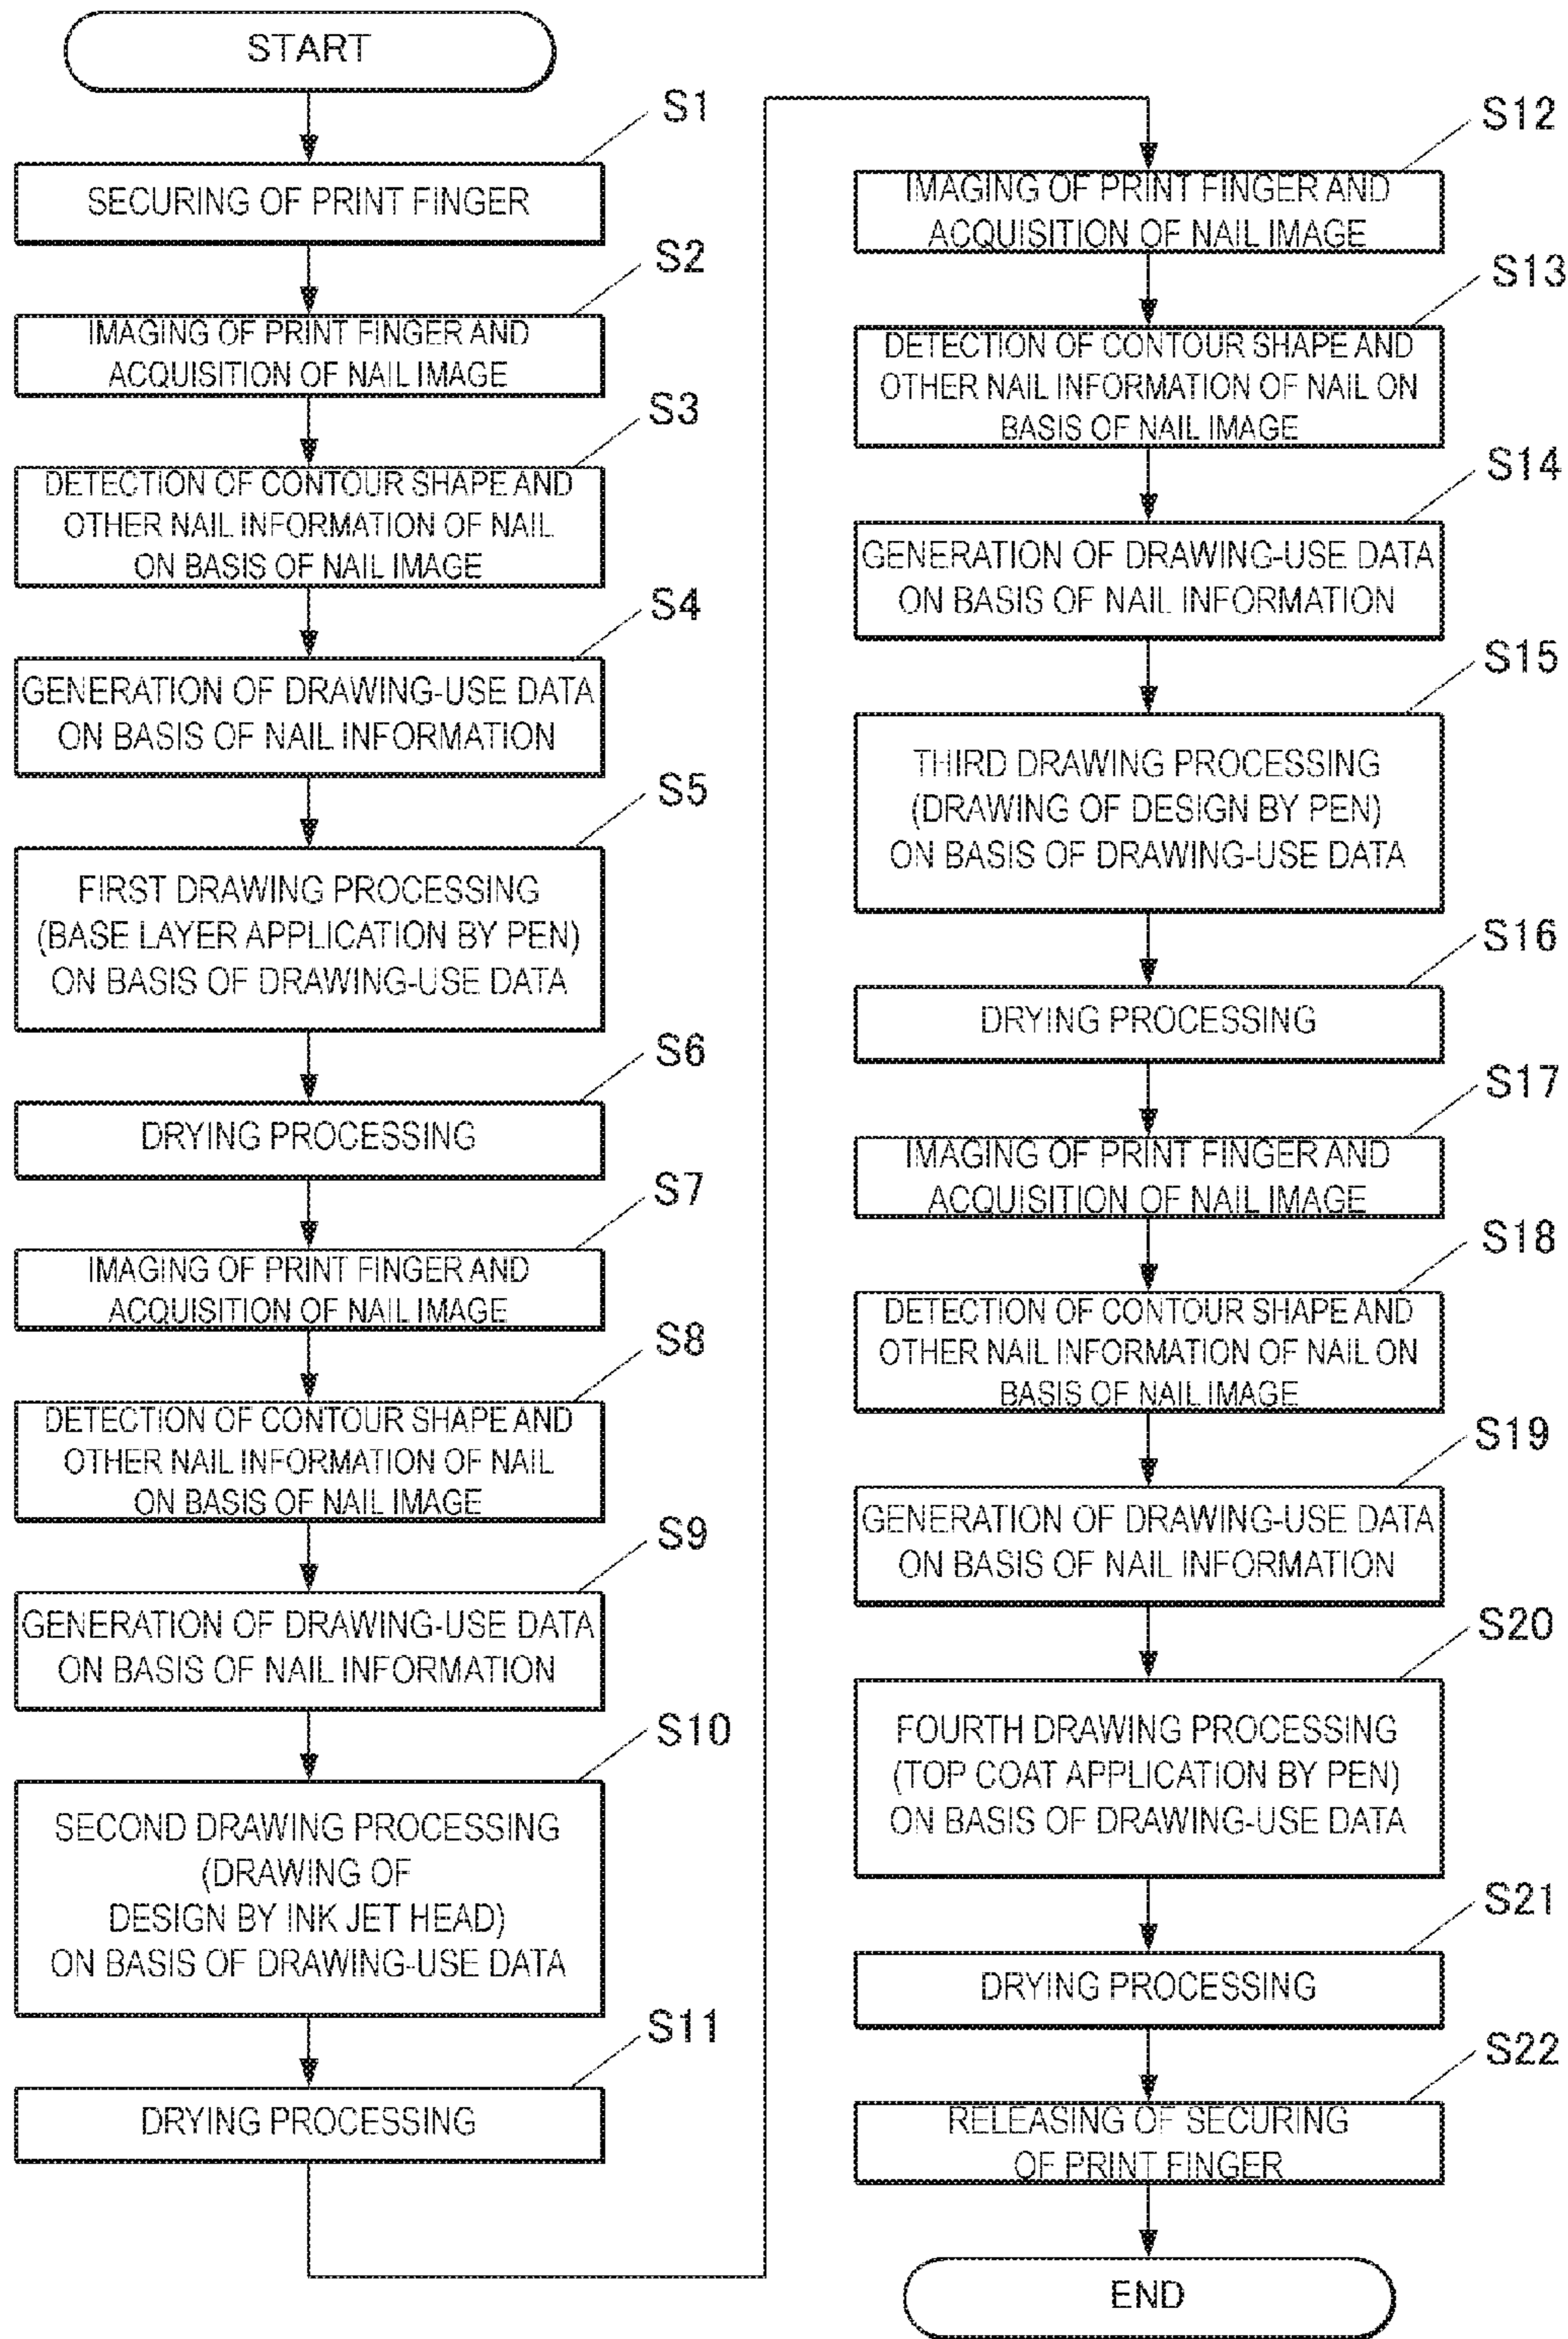 START
S1
SECURING OF PRINT FINGER
S2
IMAGING OF PRINT FINGER AND
ACQUISITION OF NAIL IMAGE
S3
DETECTION OF CONTOUR SHAPE AND
OTHER NAIL INFORMATION OF NAIL
ON BASIS OF NAIL IMAGE
S4
GENERATION OF DRAWING-USE DATA
ON BASIS OF NAIL INFORMATION
S5
FIRST DRAWING PROCESSING
(BASE LAYER APPLICATION BY PEN)
ON BASIS OF DRAWING-USE DATA
S6
DRYING PROCESSING
S7
IMAGING OF PRINT FINGER AND
ACQUISITION OF NAIL IMAGE
S8
DETECTION OF CONTOUR SHAPE AND
OTHER NAIL INFORMATION OF NAIL
ON BASIS OF NAIL IMAGE
S9
GENERATION OF DRAWING-USE DATA
ON BASIS OF NAIL INFORMATION
S10
SECOND DRAWING PROCESSING
(DRAWING OF
DESIGN BY INK JET HEAD)
ON BASIS OF DRAWING-USE DATA
S11
DRYING PROCESSING
S12
IMAGING OF PRINT FINGER AND
ACQUISITION OF NAIL IMAGE
S13
DETECTION OF CONTOUR SHAPE AND
OTHER NAIL INFORMATION OF NAIL ON
BASIS OF NAIL IMAGE
S14
GENERATION OF DRAWING-USE DATA
ON BASIS OF NAIL INFORMATION
S15
THIRD DRAWING PROCESSING
(DRAWING OF DESIGN BY PEN)
ON BASIS OF DRAWING-USE DATA
S16
DRYING PROCESSING
S17
IMAGING OF PRINT FINGER AND
ACQUISITION OF NAIL IMAGE
S18
DETECTION OF CONTOUR SHAPE AND
OTHER NAIL INFORMATION OF NAIL ON
BASIS OF NAIL IMAGE
S19
GENERATION OF DRAWING-USE DATA
ON BASIS OF NAIL INFORMATION
S20
FOURTH DRAWING PROCESSING
(TOP COAT APPLICATION BY PEN)
ON BASIS OF DRAWING-USE DATA
S21
DRYING PROCESSING
S22
RELEASING OF SECURING
OF PRINT FINGER
END